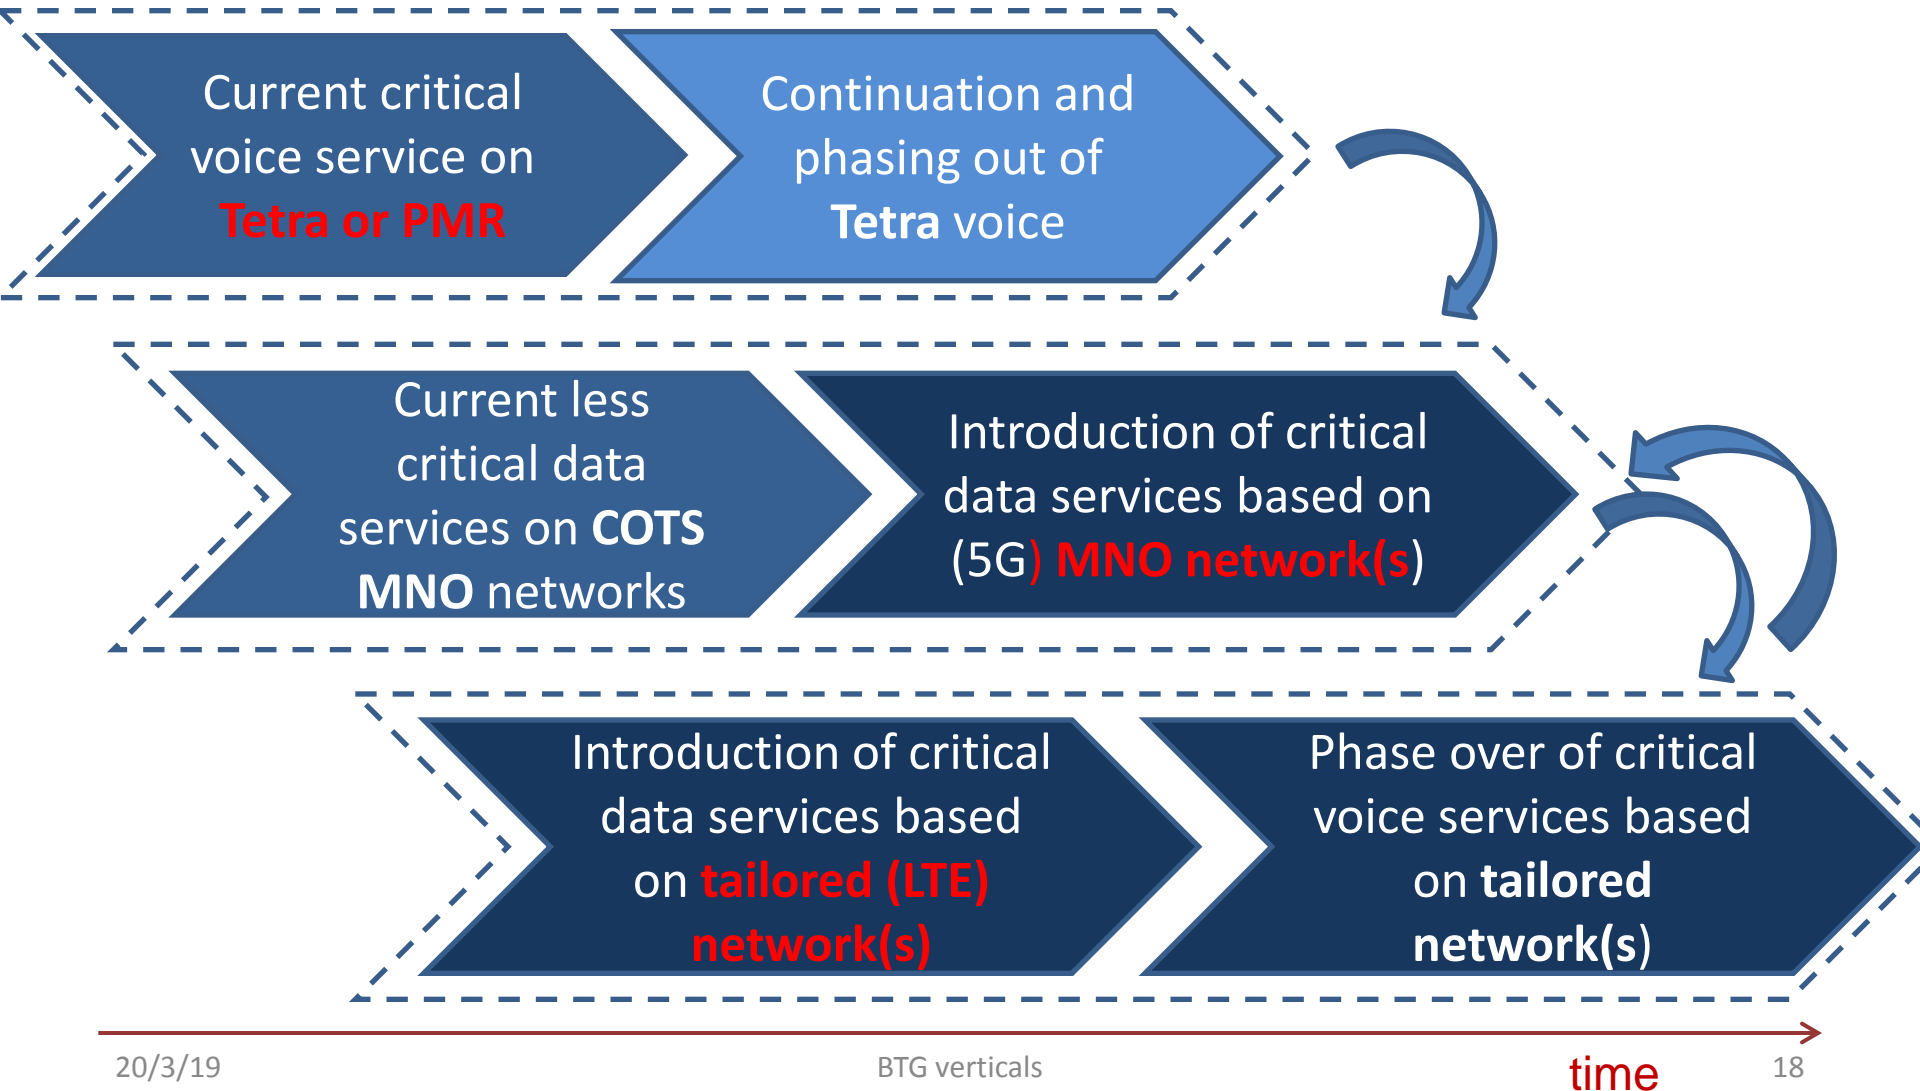 Current critical
voice service on
Tetra or PMR
Continuation and
phasing out of
Tetra voice
Current less
critical data
services on COTS
MNO networks
Introduction of critical
data services based on
(5G) MNO network(s)
Introduction of critical
data services based
on tailored (LTE)
network(s)
Phase over of critical
voice services based
on tailored
network(s)
20/3/19
BTG verticals
time
18